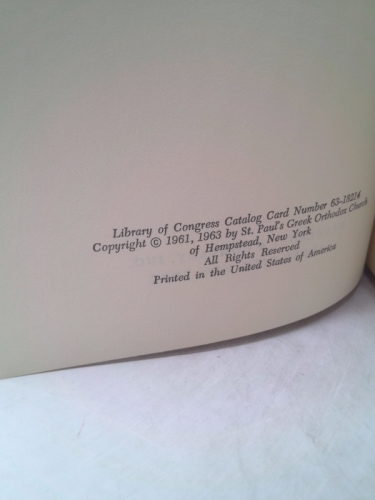 Library of Congress Catalog Card Number 63-18214
Copyright © 1961, 1963 by St. Paul's Greek Orthodox Church
of Hempstead, New York
All Rights Reserved
Printed in the United States of America